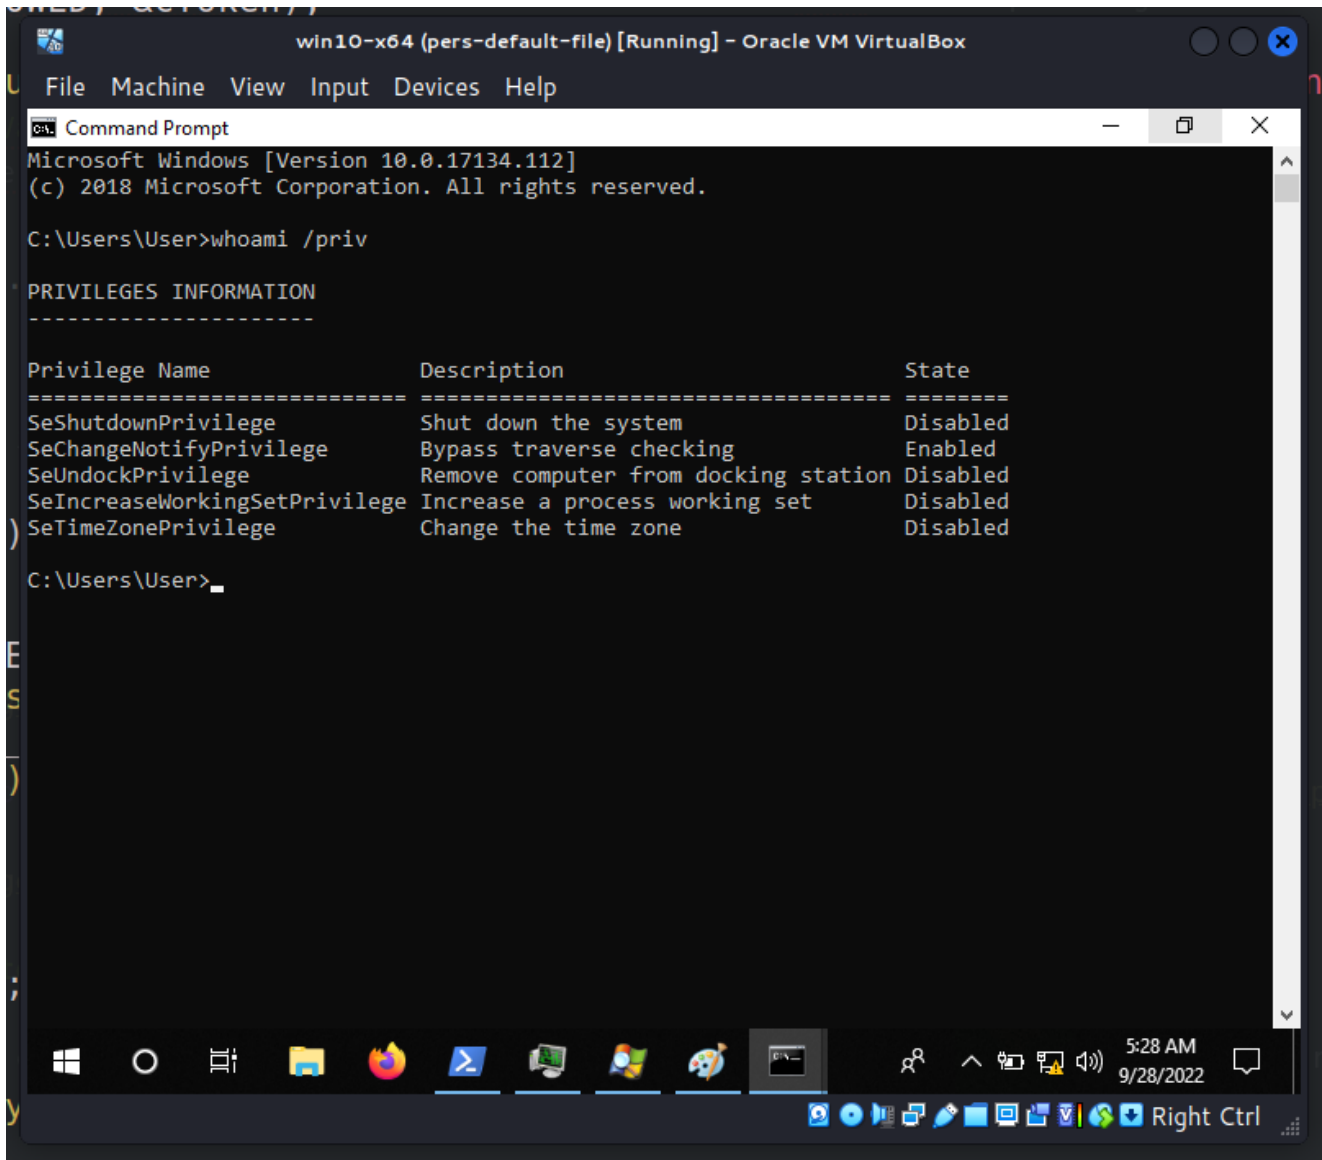 win10-x64 (pers-default-file) [Running] - Oracle VM VirtualBox
File Machine View Input Devices Help
Command Prompt
Microsoft Windows [Version 10.0.17134.112]
(c) 2018 Microsoft Corporation. All rights reserved.
C:\Users\User>whoami /priv
PRIVILEGES INFORMATION
----------------------
Privilege Name Description State
============================= ==================================== ========
SeShutdownPrivilege Shut down the system Disabled
SeChangeNotifyPrivilege Bypass traverse checking Enabled
SeUndockPrivilege Remove computer from docking station Disabled
SeIncreaseWorkingSetPrivilege Increase a process working set Disabled
SeTimeZonePrivilege Change the time zone Disabled
C:\Users\User>
5:28 AM
9/28/2022
Right Ctrl